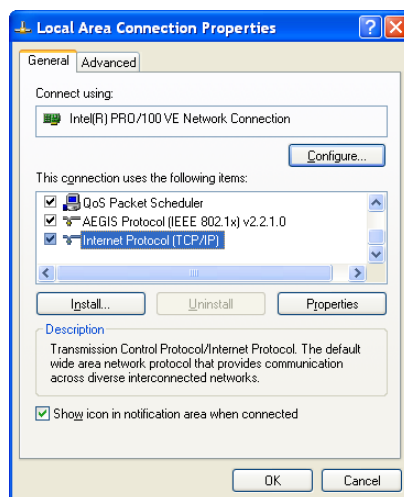 Local Area Connection Properties
General Advanced
Connect using:
Intel(R) PRO/100 VE Network Connection
Configure...
This connection uses the following items:
QoS Packet Scheduler
AEGIS Protocol (IEEE 802.1x) v2.2.1.0
Internet Protocol (TCP/IP)
Install... Uninstall Properties
Description
Transmission Control Protocol/Internet Protocol. The default
wide area network protocol that provides communication
across diverse interconnected networks.
Show icon in notification area when connected
OK Cancel